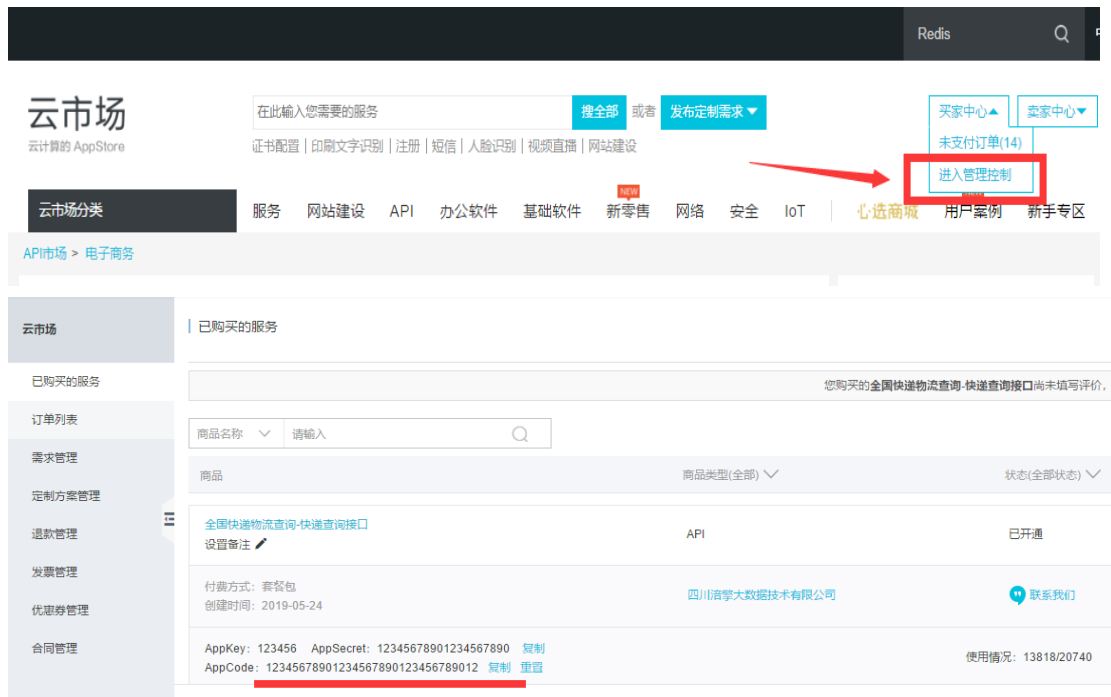 Redis
云市场
云计算的 AppStore
在此输入您需要的服务
搜全部 或者 发布定制需求
买家中心 卖家中心
未支付订单(14)
进入管理控制
证书配置 | 印刷文字识别 | 注册 | 短信 | 人脸识别 | 视频直播 | 网站建设
NEW
云市场分类 服务 网站建设 API 办公软件 基础软件 新零售 网络 安全 IoT 心选商城 用户案例 新手专区
API市场 > 电子商务
云市场
已购买的服务
订单列表
需求管理
定制方案管理
退款管理
发票管理
优惠券管理
合同管理
已购买的服务
您购买的全国快递物流查询-快递查询接口尚未填写评价,
商品名称 请输入
商品 商品类型(全部) 状态(全部状态)
全国快递物流查询-快递查询接口
设置备注
API 已开通
付费方式: 套餐包
创建时间: 2019-05-24
四川涪擎大数据技术有限公司 联系我们
AppKey: 123456 AppSecret: 12345678901234567890 复制
AppCode: 12345678901234567890123456789012 复制 重置
使用情况: 13818/20740